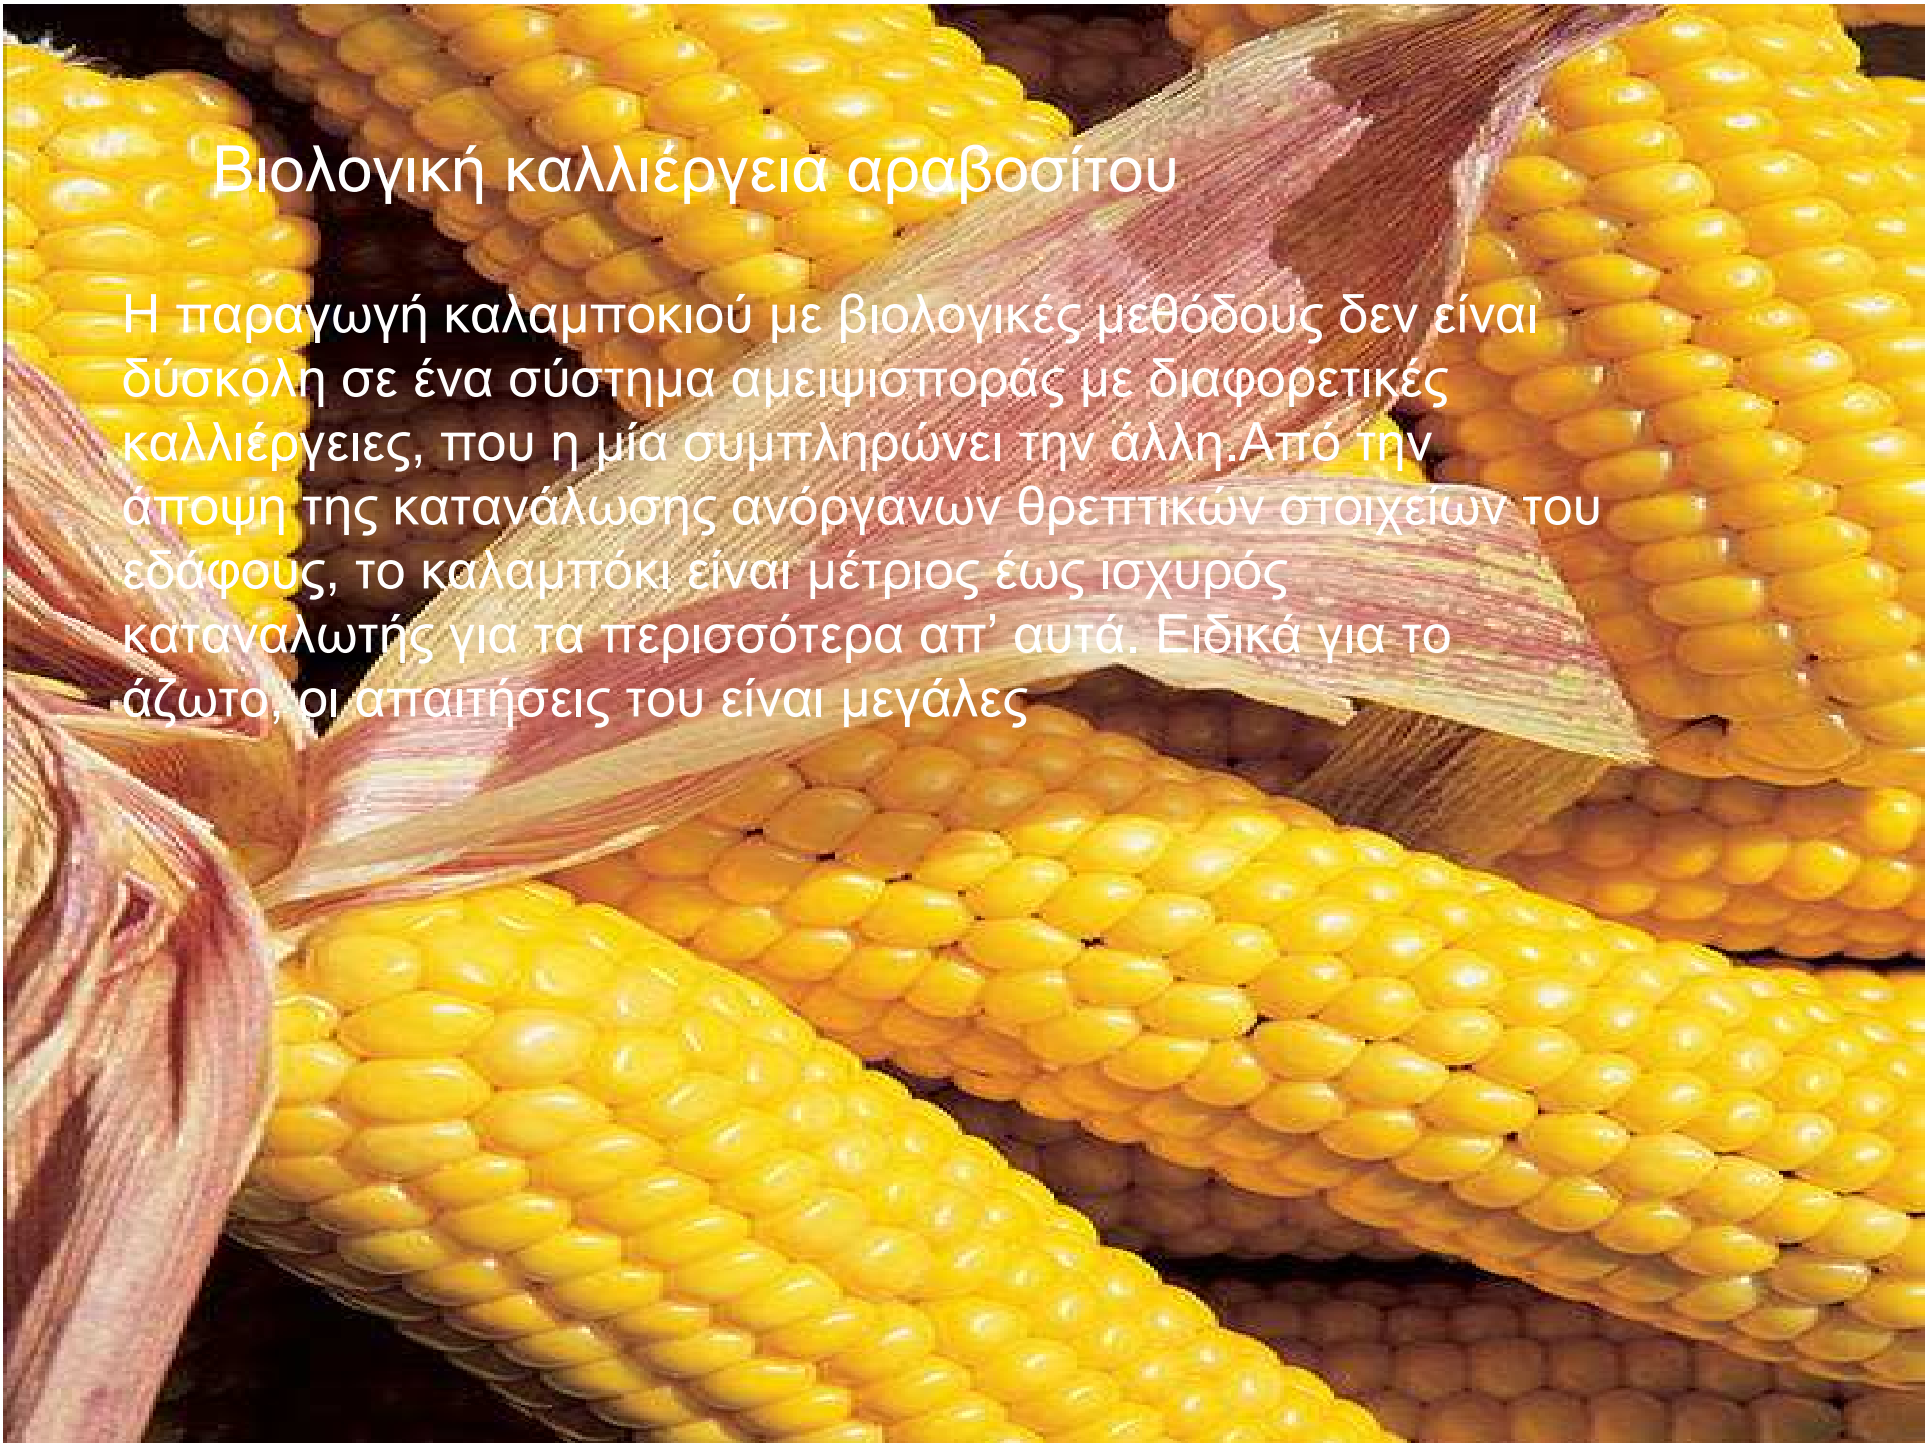 Βιολογική καλλιέργεια αραβοσίτου
Η παραγωγή καλαμποκιού με βιολογικές μεθόδους δεν είναι
δύσκολη σε ένα σύστημα αμειψισποράς με διαφορετικές
καλλιέργειες, που η μία συμπληρώνει την άλλη.Από την
άποψη της κατανάλωσης ανόργανων θρεπτικών στοιχείων του
εδάφους, το καλαμπόκι είναι μέτριος έως ισχυρός
καταναλωτής για τα περισσότερα απ’ αυτά. Ειδικά για το
άζωτο, οι απαιτήσεις του είναι μεγάλες